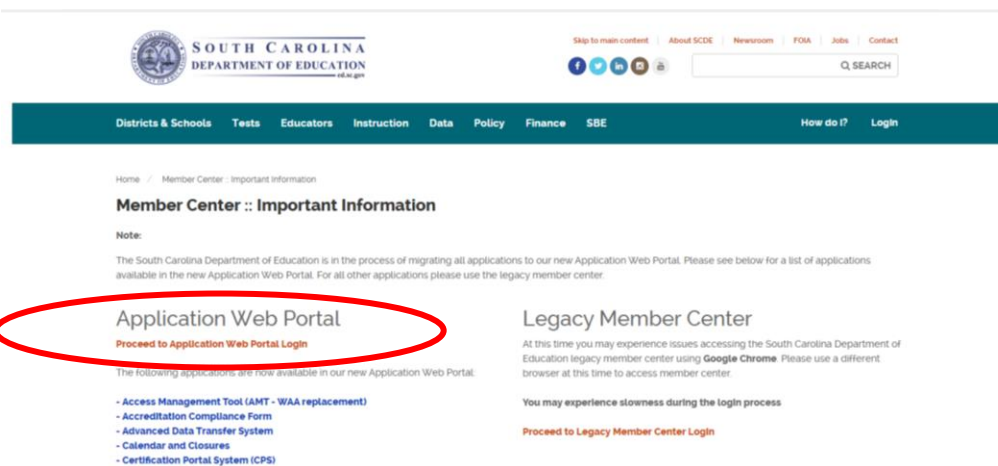 SOUTH CAROLINA
DEPARTMENT OF EDUCATION
ed.sc.gov
Skip to main content About SCDE Newsroom FOIA Jobs Contact
SEARCH
Districts & Schools Tests Educators Instruction Data Policy Finance SBE How do I? Login
Home / Member Center :: Important Information
Member Center :: Important Information
Note:
The South Carolina Department of Education is in the process of migrating all applications to our new Application Web Portal. Please see below for a list of applications
available in the new Application Web Portal. For all other applications please use the legacy member center.
Application Web Portal
Proceed to Application Web Portal Login
The following applications are now available in our new Application Web Portal:
- Access Management Tool (AMT - WAA replacement)
- Accreditation Compliance Form
- Advanced Data Transfer System
- Calendar and Closures
- Certification Portal System (CPS)
Legacy Member Center
At this time you may experience issues accessing the South Carolina Department of
Education legacy member center using Google Chrome. Please use a different
browser at this time to access member center.
You may experience slowness during the login process
Proceed to Legacy Member Center Login